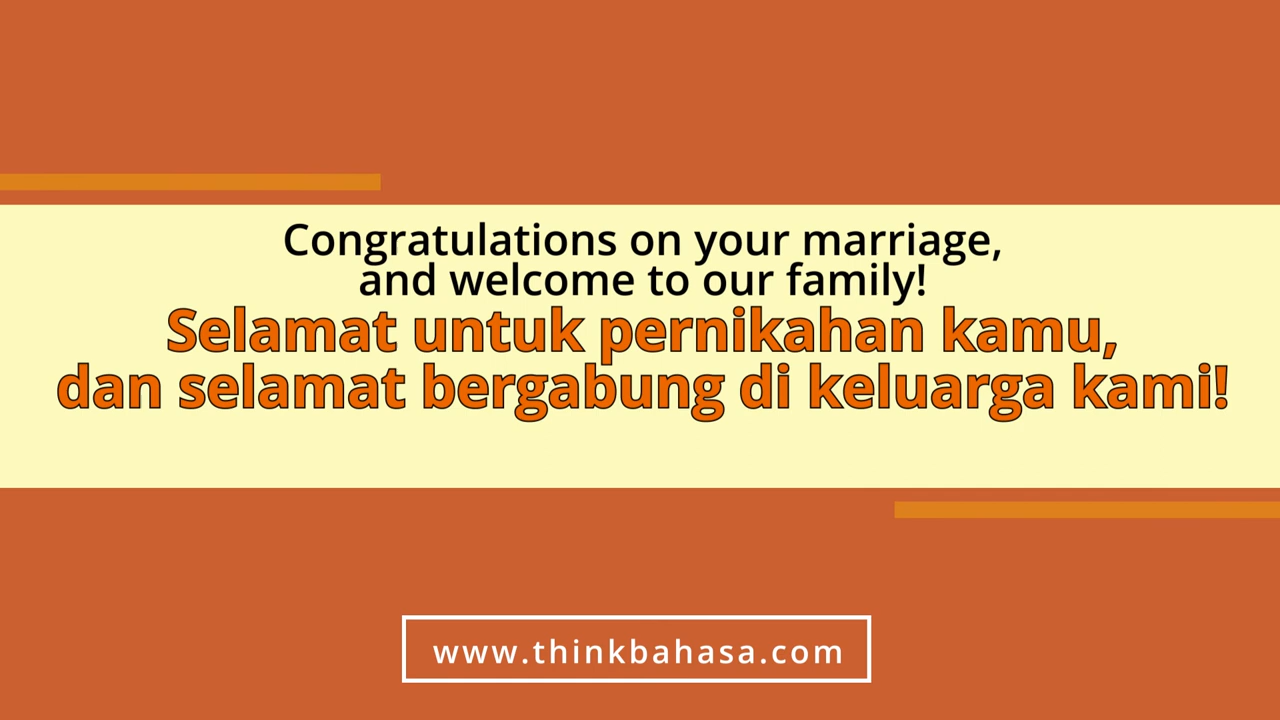 Congratulations on your marriage,
and welcome to our family!
Selamat untuk pernikahan kamu,
dan selamat bergabung di keluarga kami!
www.thinkbahasa.com